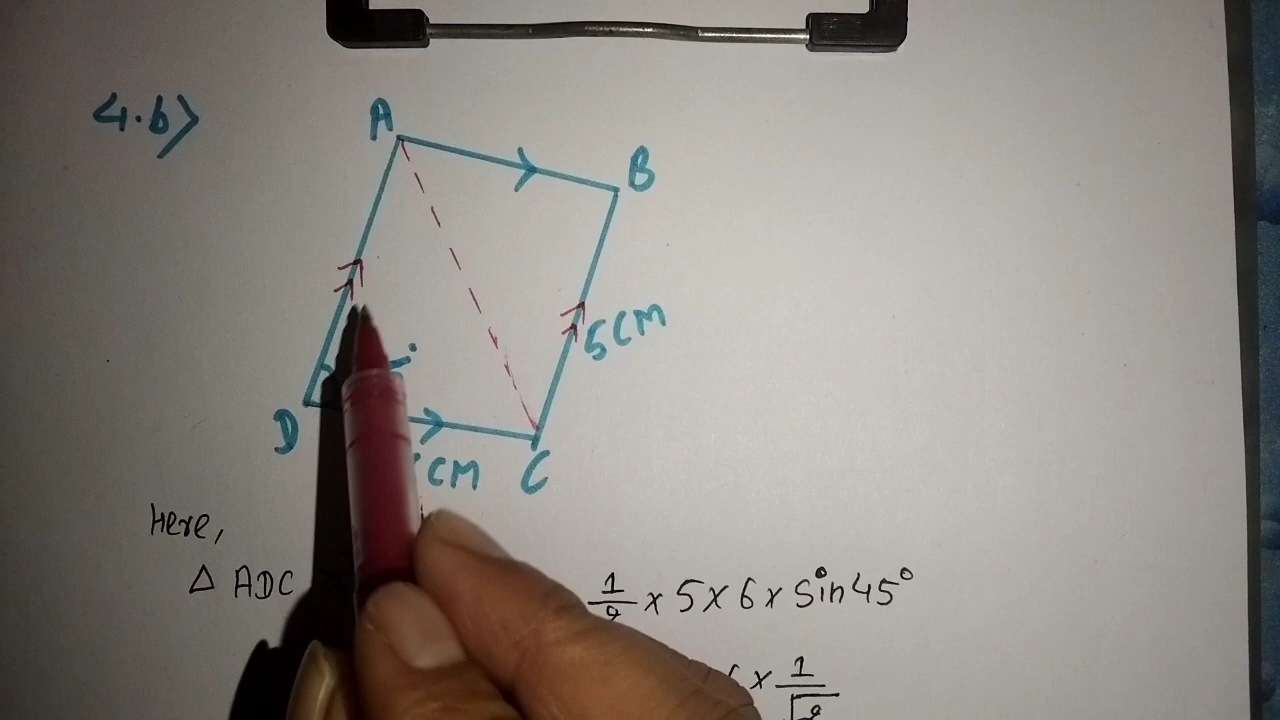 <4.b>
A
B
5CM
D
CM
C
Here,
Δ ADC
1/2 × 5 × 6 × Sin45°
× 1/√2